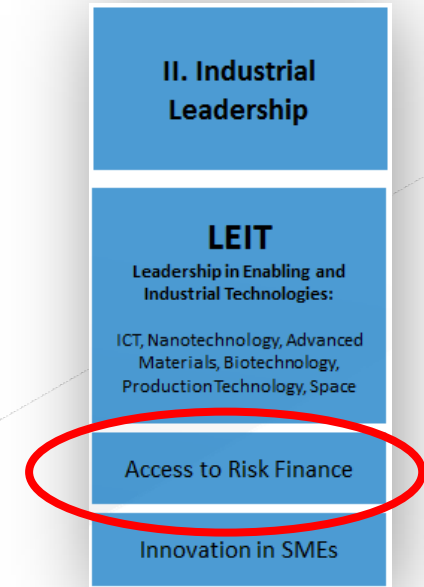 II. Industrial
Leadership
LEIT
Leadership in Enabling and
Industrial Technologies:
ICT, Nanotechnology, Advanced
Materials, Biotechnology,
Production Technology, Space
Access to Risk Finance
Innovation in SMEs